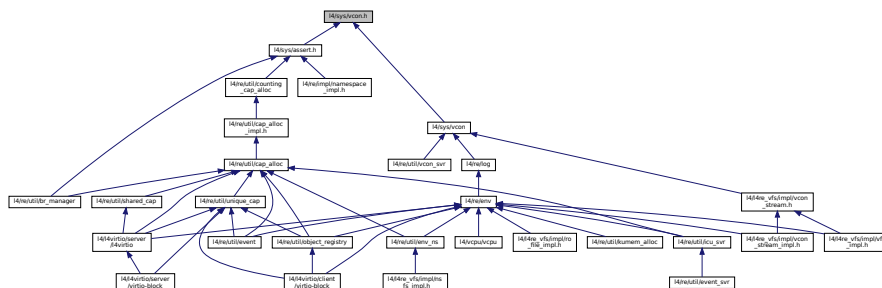 l4/sys/vcon.h
l4/sys/assert.h
l4/re/util/counting
_cap_alloc
l4/re/impl/namespace
_impl.h
l4/re/util/cap_alloc
_impl.h
l4/sys/vcon
l4/re/util/cap_alloc
l4/re/util/vcon_svr
l4/re/log
l4/re/util/br_manager
l4/re/util/shared_cap
l4/re/util/unique_cap
l4/re/env
l4/l4re_vfs/impl/vcon
_stream.h
l4/l4virtio/server
/l4virtio
l4/re/util/event
l4/re/util/object_registry
l4/re/util/env_ns
l4/vcpu/vcpu
l4/l4re_vfs/impl/ro
_file_impl.h
l4/re/util/kumem_alloc
l4/re/util/icu_svr
l4/l4re_vfs/impl/vcon
_stream_impl.h
l4/l4re_vfs/impl/vf
_impl.h
l4/l4virtio/server
/virtio-block
l4/l4virtio/client
/virtio-block
l4/l4re_vfs/impl/ns
_fs_impl.h
l4/re/util/event_svr